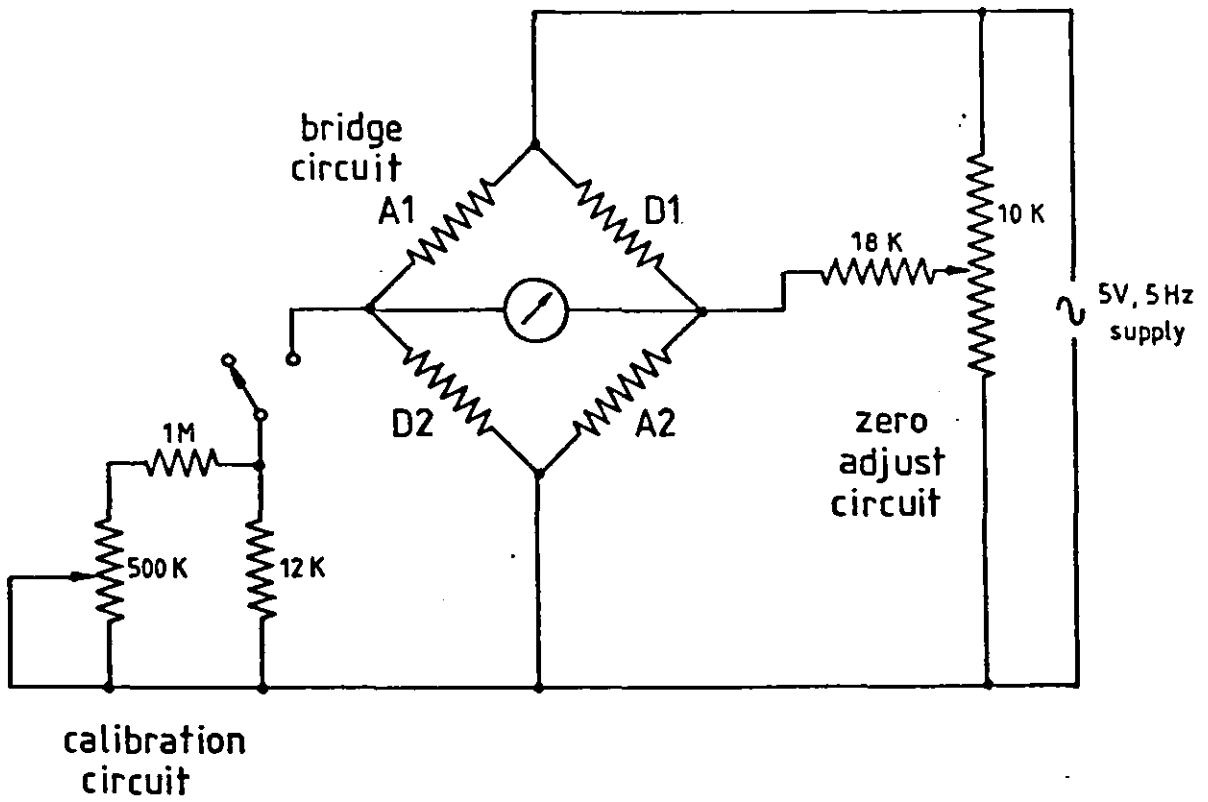 bridge
circuit
A1
D1
10 K
18 K
5V, 5Hz
supply
D2
A2
zero
adjust
circuit
1M
500 K
12 K
calibration
circuit